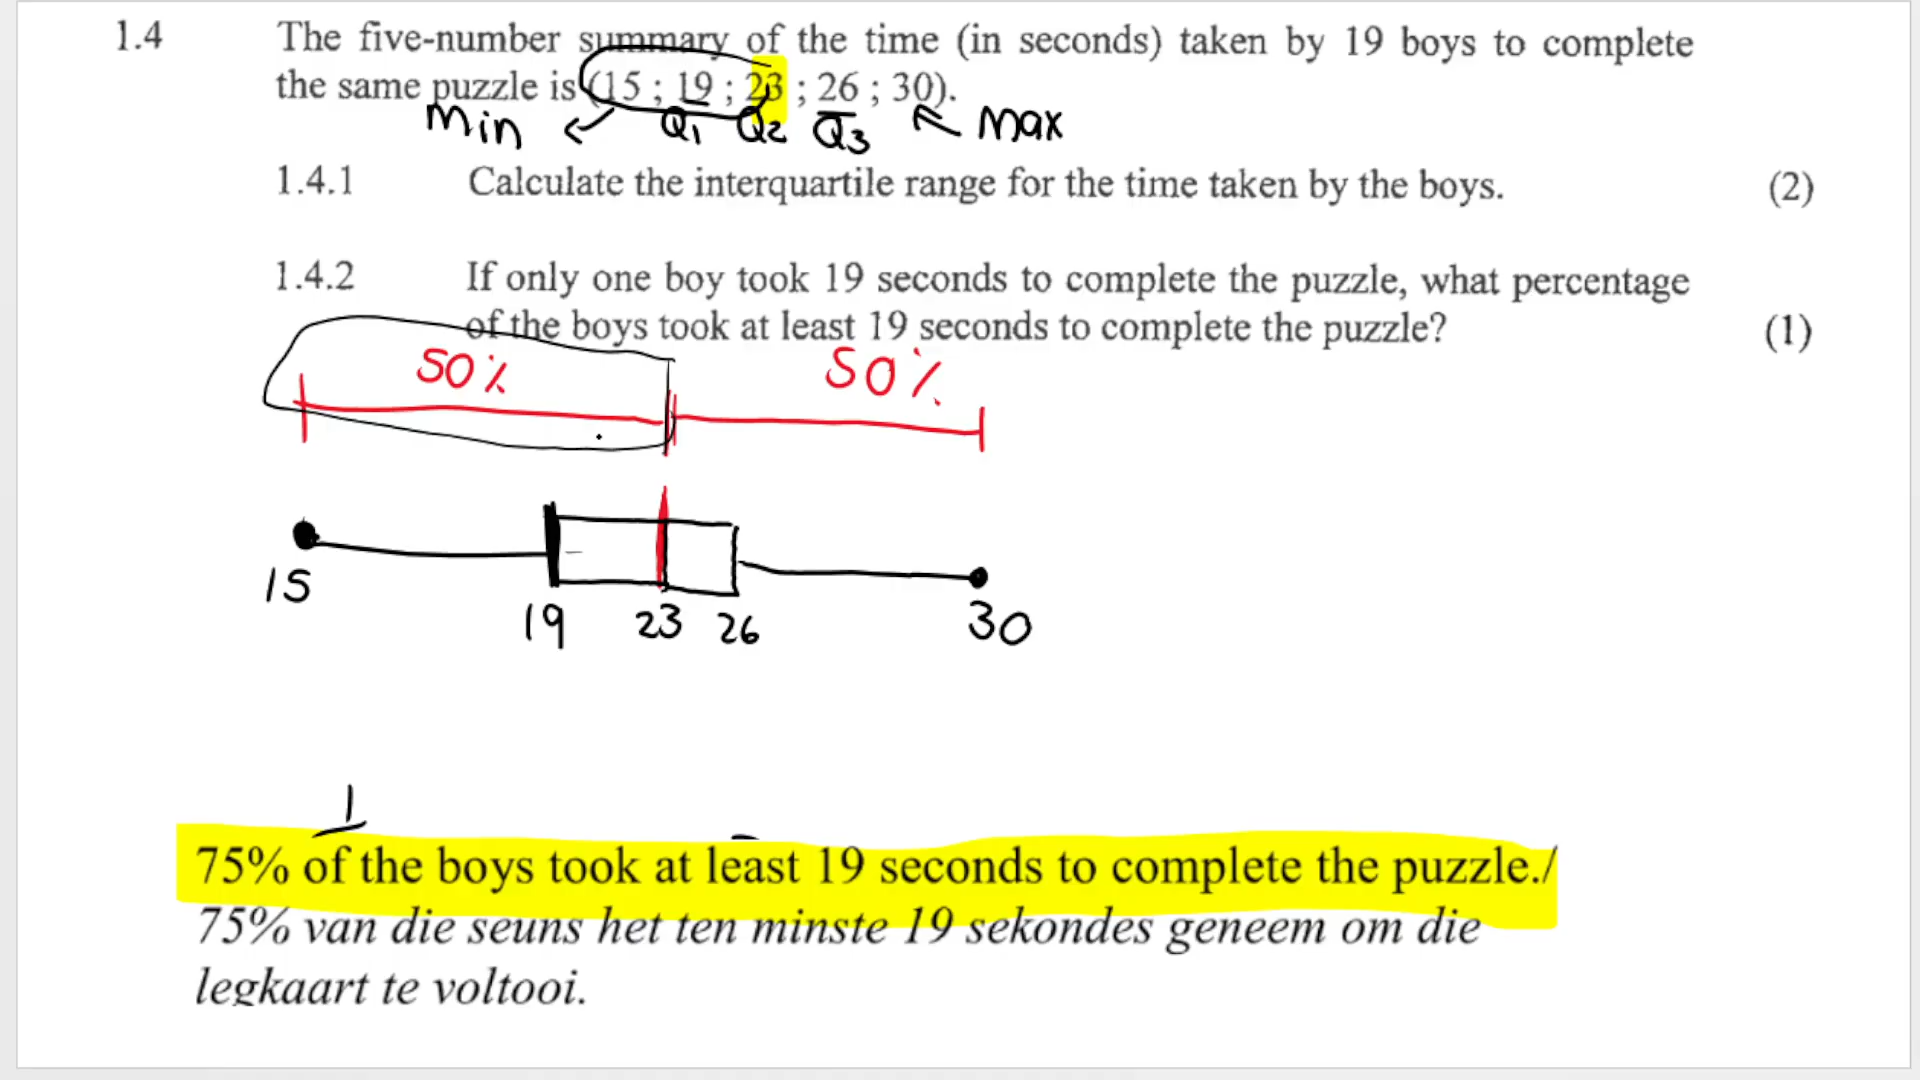 1.4 The five-number summary of the time (in seconds) taken by 19 boys to complete
the same puzzle is (15 ; 19 ; 23 ; 26 ; 30).
Min Q1 Q2 Q3 Max
1.4.1 Calculate the interquartile range for the time taken by the boys. (2)
1.4.2 If only one boy took 19 seconds to complete the puzzle, what percentage
of the boys took at least 19 seconds to complete the puzzle? (1)
50% 50%
15 19 23 26 30
1
75% of the boys took at least 19 seconds to complete the puzzle./
75% van die seuns het ten minste 19 sekondes geneem om die
legkaart te voltooi.